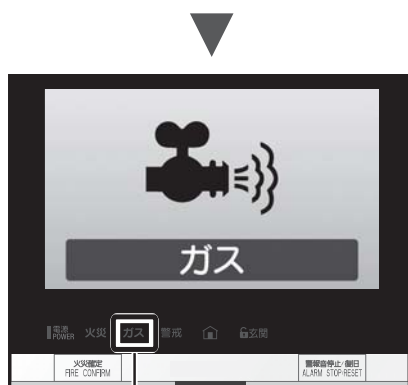 ガス
電源 POWER 火災 ガス 警戒 玄関
火災確定
FIRE CONFIRM
警報音停止/復旧
ALARM STOP·RESET